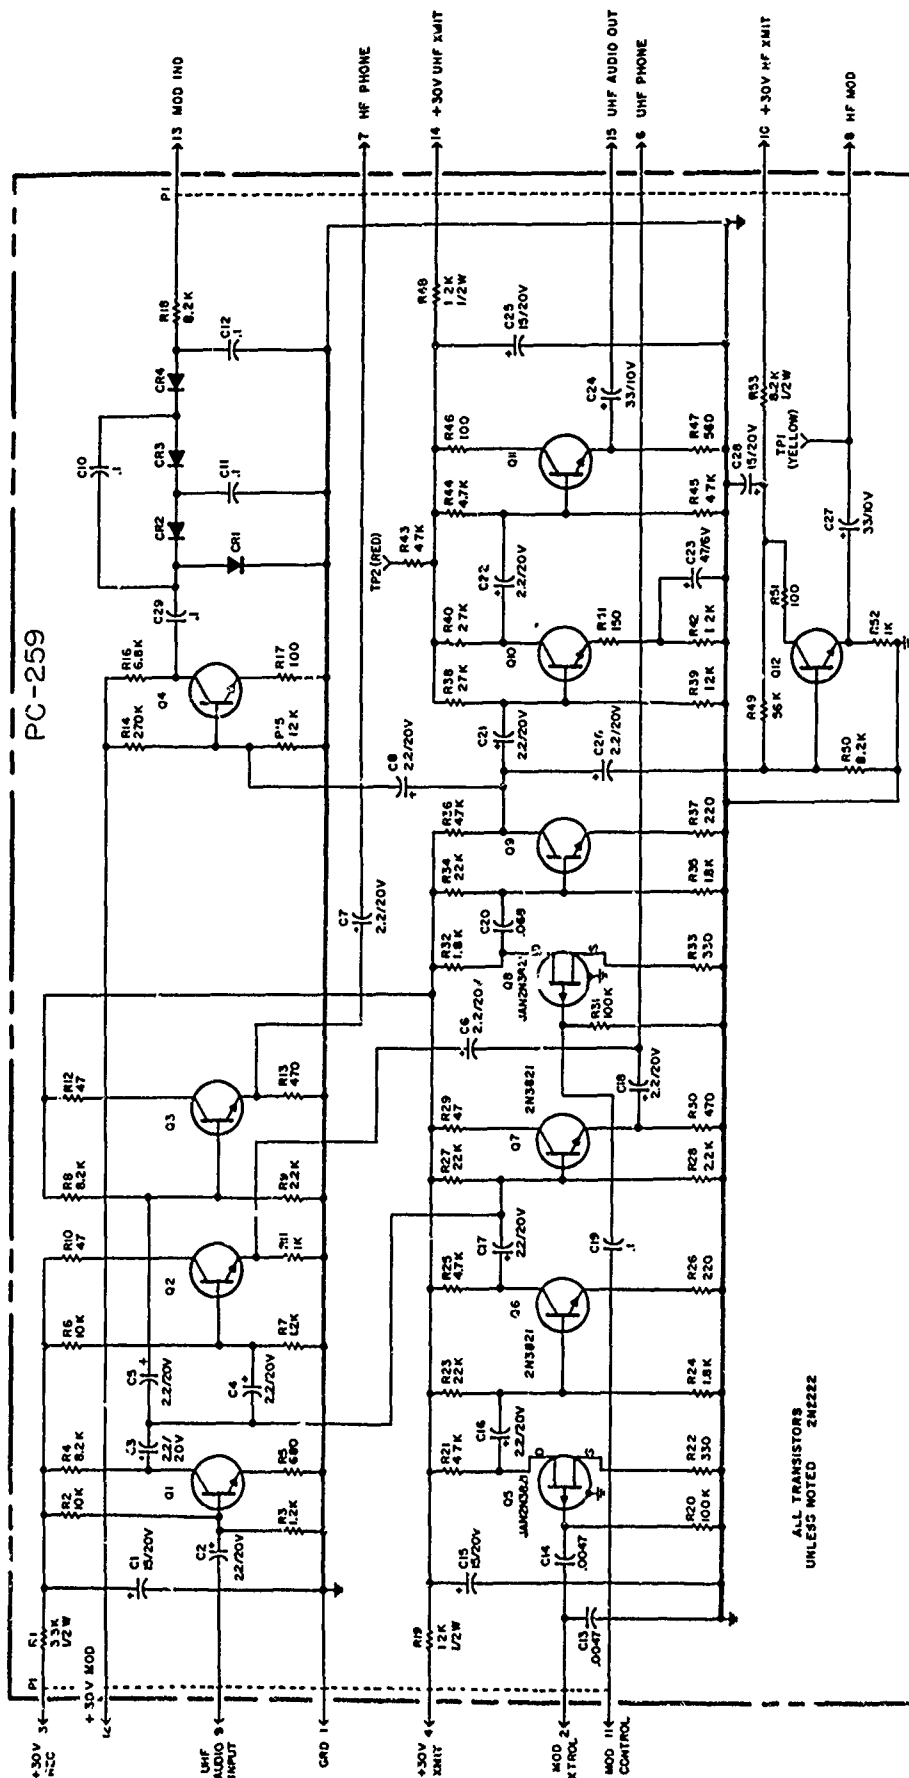 PC-259
P1
13 MOD IND
7 HF PHONE
14 +30V UHF XMIT
15 UHF AUDIO OUT
6 UHF PHONE
10 +30V HF XMIT
8 HF MOD
R18
8.2K
C12
.1
CR4
C10
.1
CR3
C11
.1
CR2
CR1
C29
.1
R16
6.8K
Q4
R17
100
R14
270K
R15
12K
C8
2.2/20V
C7
2.2/20V
R12
47
Q3
R13
470
C6
R8
8.2K
R9
2.2K
R10
47
Q2
R11
1K
R6
10K
R7
1.2K
C5
2.2/20V
C4
2.2/20V
C3
2.2/
20V
R4
8.2K
Q1
R5
680
R2
10K
R3
1.2K
C1
15/20V
C2
2.2/20V
R1
3.3K
1/2W
P1
+30V 3
REC
+30V MOD
12
UHF
AUDIO 9
INPUT
GRD 1
R68
1.2K
1/2W
C25
15/20V
C24
33/10V
R46
100
Q11
R47
560
R44
4.7K
R45
4.7K
TP2 (RED)
R43
47K
C22
2.2/20V
C23
47/6V
R40
2.7K
Q10
R41
150
R42
1.2K
R38
27K
R39
12K
C21
2.2/20V
C26
2.2/20V
R36
47K
Q9
R37
220
R34
22K
R35
1.8K
C20
.068
R32
1.8K
Q8
R33
330
R31
100K
2N3821
C18
2.2/20V
R29
47
Q7
R30
470
R27
22K
R28
2.2K
C17
2.2/20V
C19
.1
R25
4.7K
Q6
2N3821
R26
220
R23
22K
R24
1.8K
C16
2.2/20V
R21
47K
Q5
R22
330
R20
100K
C15
15/20V
C14
.0047
C13
.0047
R19
1.2K
1/2W
+30V 4
XMIT
MOD 2
MOD 11
CONTROL
D
S
S
R53
8.2K
1/2W
TP1
(YELLOW)
C28
15/20V
C27
33/10V
R51
100
R49
56K
Q12
R52
1K
R50
8.2K
ALL TRANSISTORS 2N2222
UNLESS NOTED